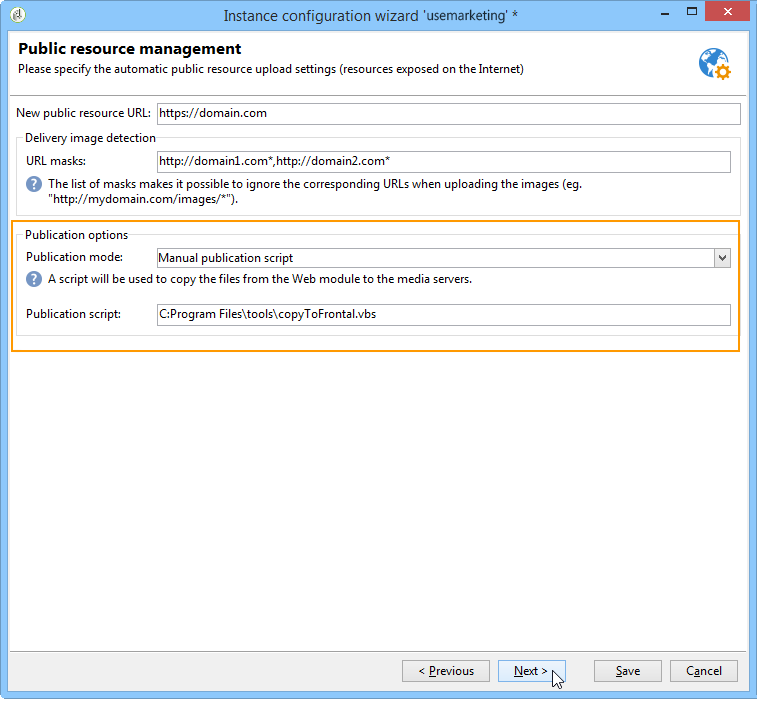 Instance configuration wizard 'usemarketing' *
Public resource management
Please specify the automatic public resource upload settings (resources exposed on the Internet)
New public resource URL: https://domain.com
Delivery image detection
URL masks: http://domain1.com*,http://domain2.com*
The list of masks makes it possible to ignore the corresponding URLs when uploading the images (eg.
"http://mydomain.com/images/*").
Publication options
Publication mode: Manual publication script
A script will be used to copy the files from the Web module to the media servers.
Publication script: C:Program Files\tools\copyToFrontal.vbs
< Previous Next > Save Cancel